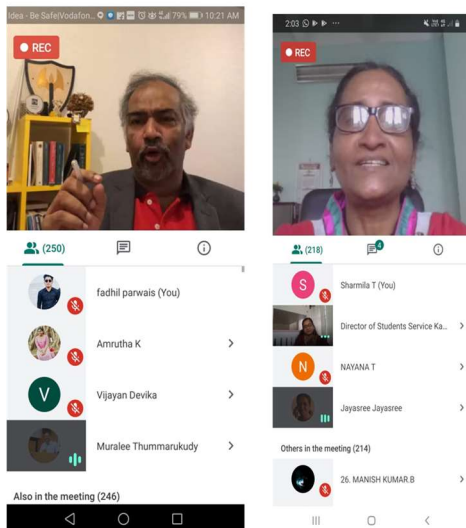 Idea - Be Safe|Vodafon... 79% 10:21 AM
REC
(250)
fadhil parwais (You)
Amrutha K
V
Vijayan Devika
Muralee Thummarukudy
Also in the meeting (246)
2:03
REC
(218)
4
S
Sharmila T (You)
Director of Students Service Ka..
N
NAYANA T
Jayasree Jayasree
Others in the meeting (214)
26. MANISH KUMAR.B